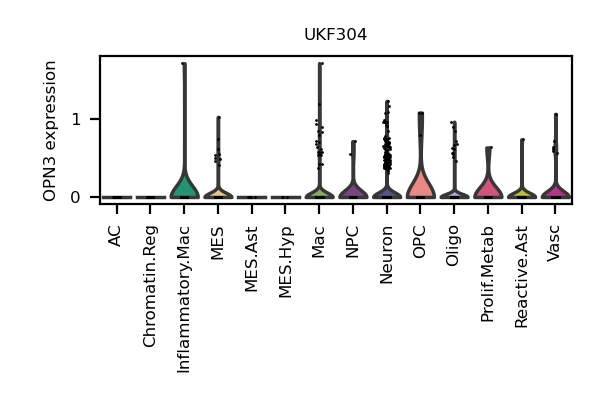 UKF304
OPN3 expression
1
0
AC
Chromatin.Reg
Inflammatory.Mac
MES
MES.Ast
MES.Hyp
Mac
NPC
Neuron
OPC
Oligo
Prolif.Metab
Reactive.Ast
Vasc